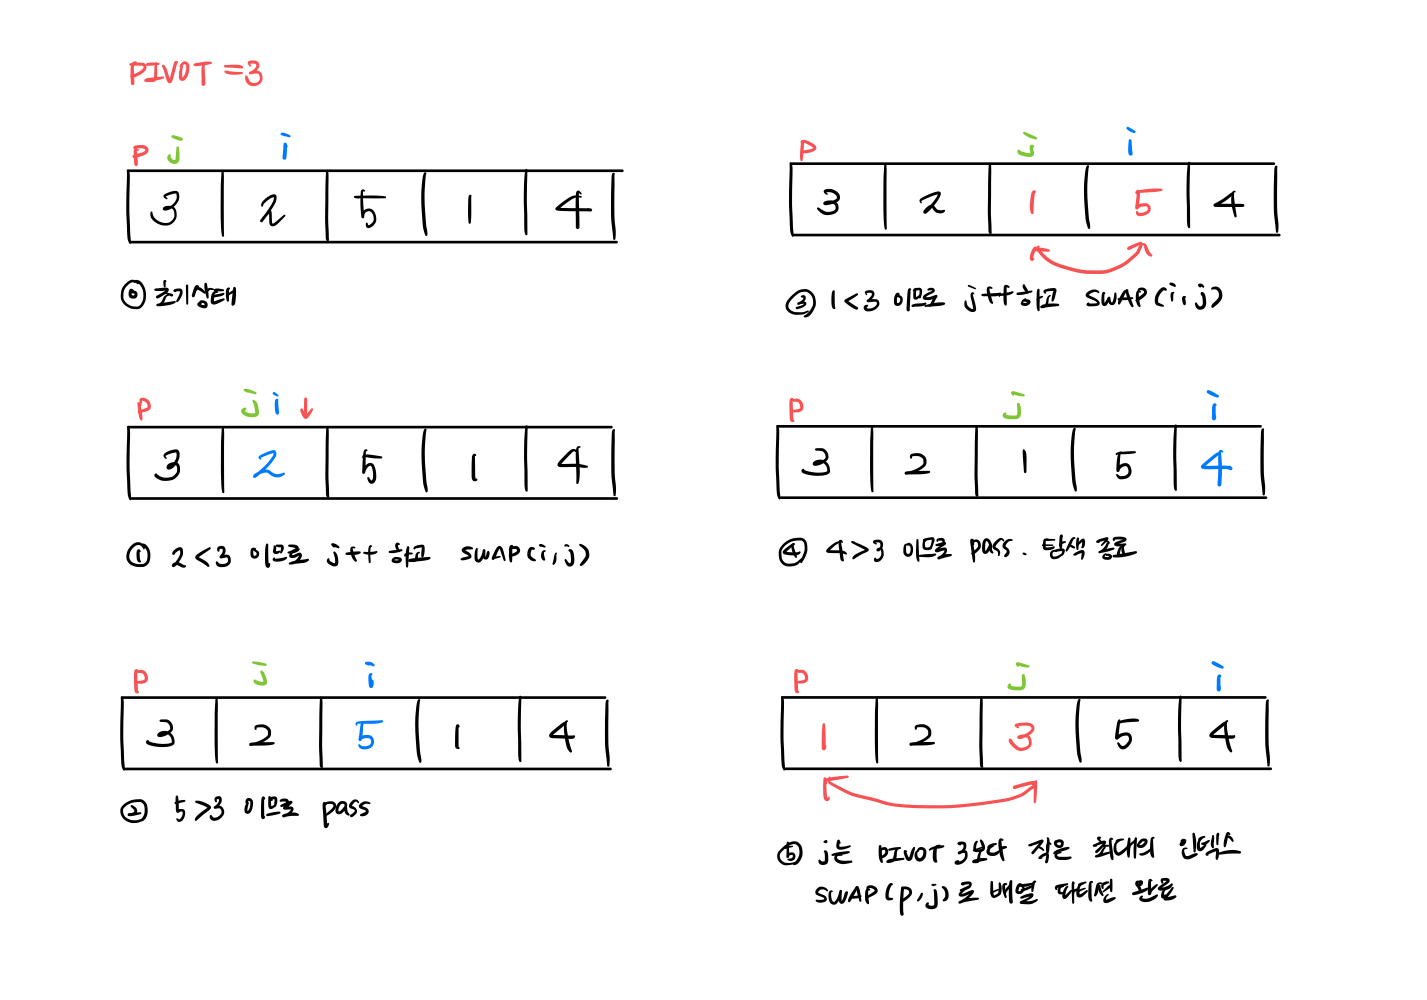 PIVOT = 3
p j i
3 2 5 1 4
⓪ 초기상태
p j i ↓
3 2 5 1 4
① 2 < 3 이므로 j++ 하고 SWAP(i,j)
p j i
3 2 5 1 4
② 5 > 3 이므로 pass
p j i
3 2 1 5 4
③ 1 < 3 이므로 j++하고 SWAP(i,j)
p j i
3 2 1 5 4
④ 4 > 3 이므로 pass. 탐색 종료
p j i
1 2 3 5 4
⑤ j는 PIVOT 3보다 작은 최대의 인덱스
SWAP(p,j)로 배열 파티션 완료